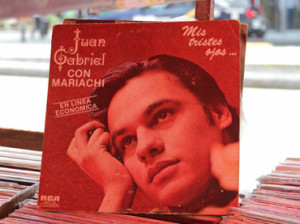 Juan
Gabriel
CON
MARIACHI
EN LINEA
ECONOMICA
Mis
tristes
ojos...
RCA